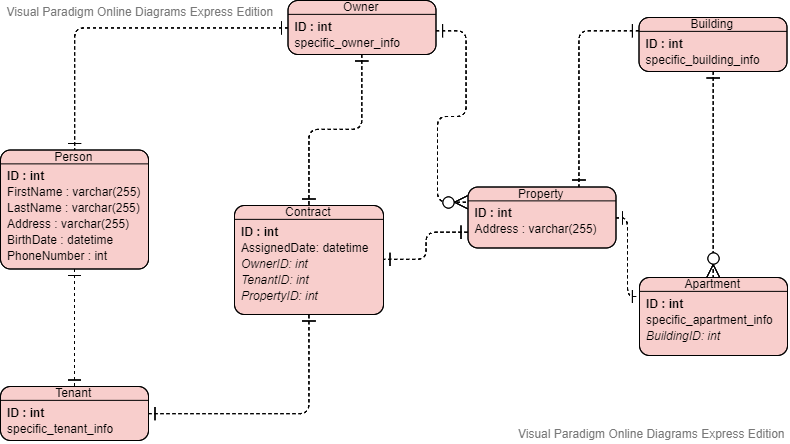 Visual Paradigm Online Diagrams Express Edition
Owner
ID : int
specific_owner_info
Building
ID : int
specific_building_info
Person
ID : int
FirstName : varchar(255)
LastName : varchar(255)
Address : varchar(255)
BirthDate : datetime
PhoneNumber : int
Contract
ID : int
AssignedDate: datetime
OwnerID: int
TenantID: int
PropertyID: int
Property
ID : int
Address : varchar(255)
Apartment
ID : int
specific_apartment_info
BuildingID: int
Tenant
ID : int
specific_tenant_info
Visual Paradigm Online Diagrams Express Edition